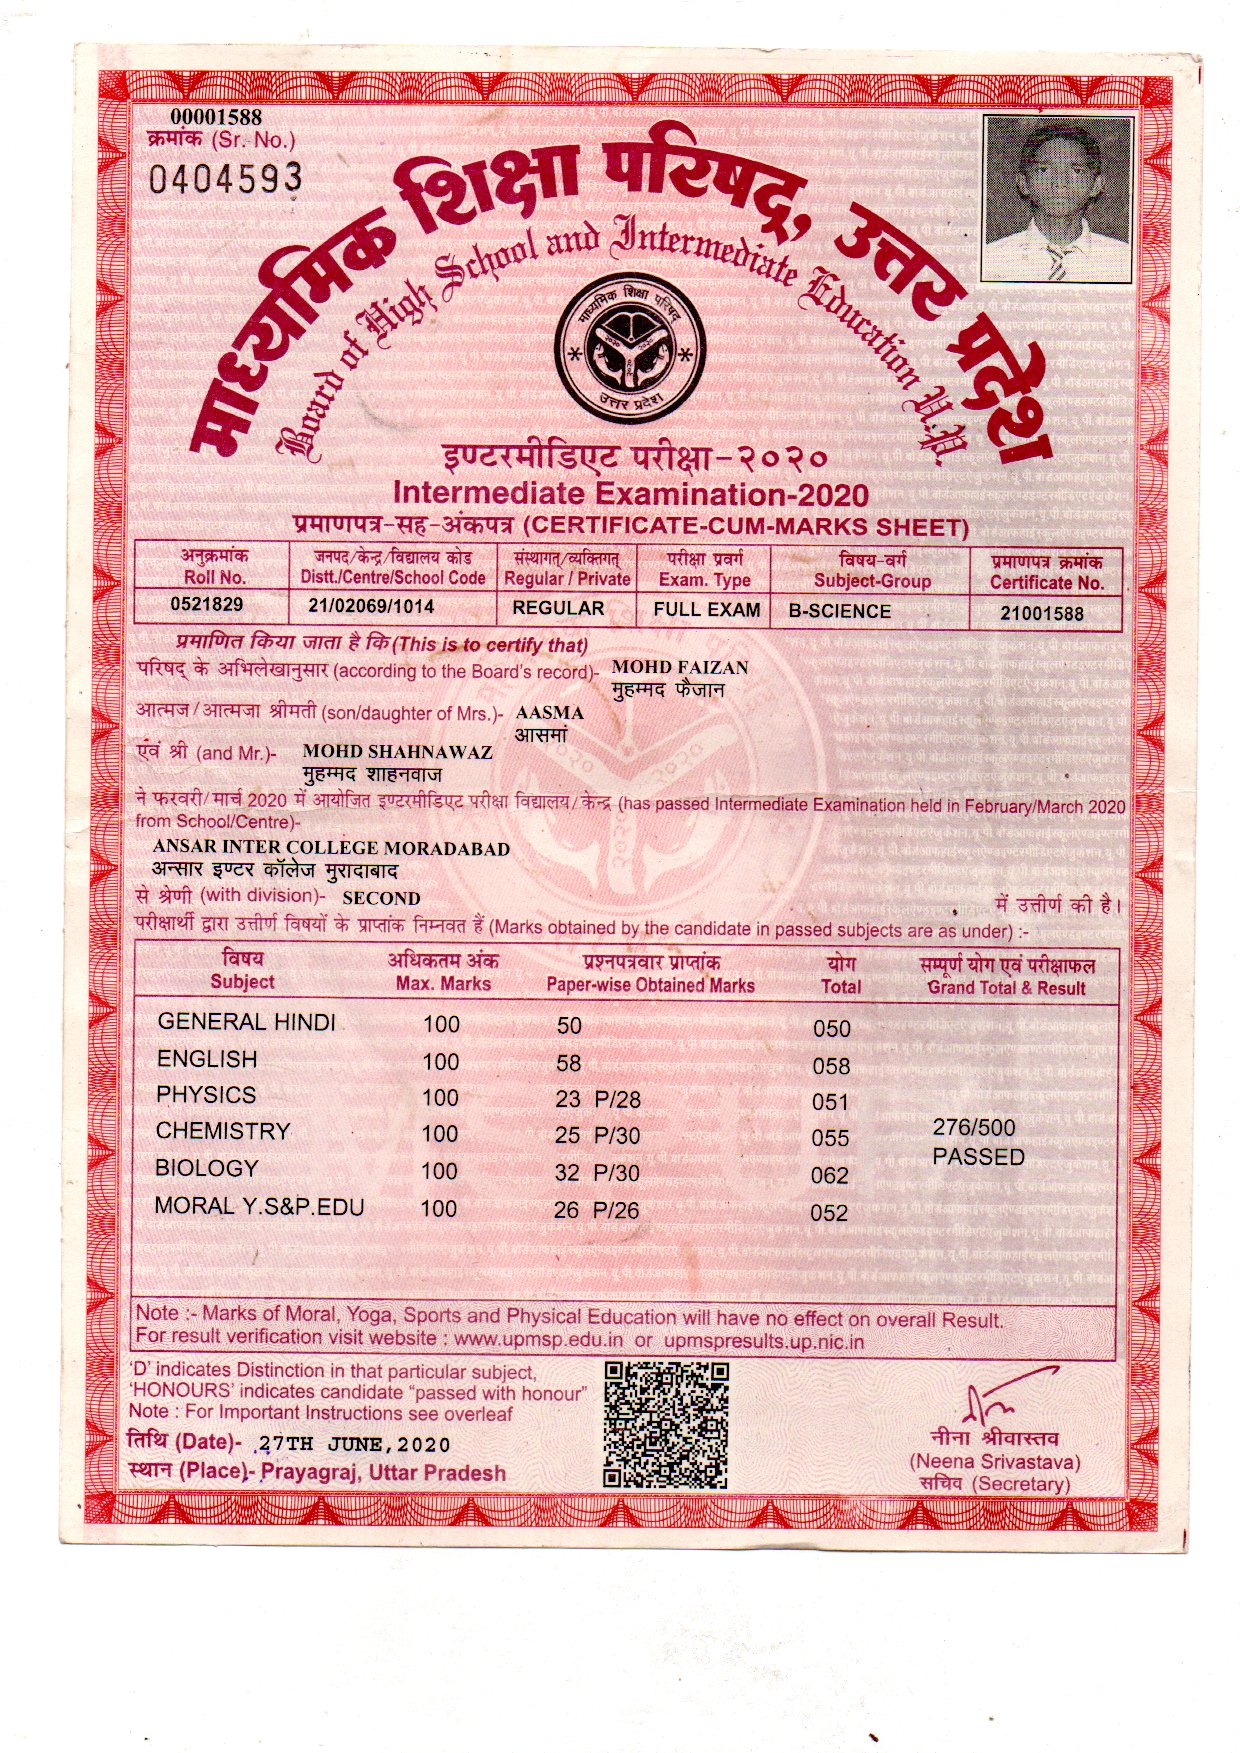 00001588
क्रमांक (Sr. No.)
0404593
माध्यमिक शिक्षा परिषद्, उत्तर प्रदेश
Board of High School and Intermediate Education U.P.
माध्यमिक शिक्षा परिषद्
उत्तर प्रदेश
इण्टरमीडिएट परीक्षा-२०२०
Intermediate Examination-2020
प्रमाणपत्र-सह-अंकपत्र (CERTIFICATE-CUM-MARKS SHEET)
अनुक्रमांक जनपद/केन्द्र/विद्यालय कोड संस्थागत्/व्यक्तिगत् परीक्षा प्रवर्ग विषय-वर्ग प्रमाणपत्र क्रमांक
Roll No. Distt./Centre/School Code Regular / Private Exam. Type Subject-Group Certificate No.
0521829 21/02069/1014 REGULAR FULL EXAM B-SCIENCE 21001588
प्रमाणित किया जाता है कि (This is to certify that)
परिषद् के अभिलेखानुसार (according to the Board's record)- MOHD FAIZAN
मुहम्मद फैजान
आत्मज/आत्मजा श्रीमती (son/daughter of Mrs.)- AASMA
आसमां
एंव श्री (and Mr.)- MOHD SHAHNAWAZ
मुहम्मद शाहनवाज
ने फरवरी/मार्च 2020 में आयोजित इण्टरमीडिएट परीक्षा विद्यालय/केन्द्र (has passed Intermediate Examination held in February/March 2020
from School/Centre)-
ANSAR INTER COLLEGE MORADABAD
अन्सार इण्टर कॉलेज मुरादाबाद
से श्रेणी (with division)- SECOND में उत्तीर्ण की है।
परीक्षार्थी द्वारा उत्तीर्ण विषयों के प्राप्तांक निम्नवत हैं (Marks obtained by the candidate in passed subjects are as under) :-
विषय अधिकतम अंक प्रश्नपत्रवार प्राप्तांक योग सम्पूर्ण योग एवं परीक्षाफल
Subject Max. Marks Paper-wise Obtained Marks Total Grand Total & Result
GENERAL HINDI 100 50 050
ENGLISH 100 58 058
PHYSICS 100 23 P/28 051
CHEMISTRY 100 25 P/30 055 276/500
BIOLOGY 100 32 P/30 062 PASSED
MORAL Y.S&P.EDU 100 26 P/26 052
Note :- Marks of Moral, Yoga, Sports and Physical Education will have no effect on overall Result.
For result verification visit website : www.upmsp.edu.in or upmspresults.up.nic.in
'D' indicates Distinction in that particular subject,
'HONOURS' indicates candidate "passed with honour"
Note : For Important Instructions see overleaf
तिथि (Date)- 27TH JUNE,2020
स्थान (Place)- Prayagraj, Uttar Pradesh
नीना श्रीवास्तव
(Neena Srivastava)
सचिव (Secretary)